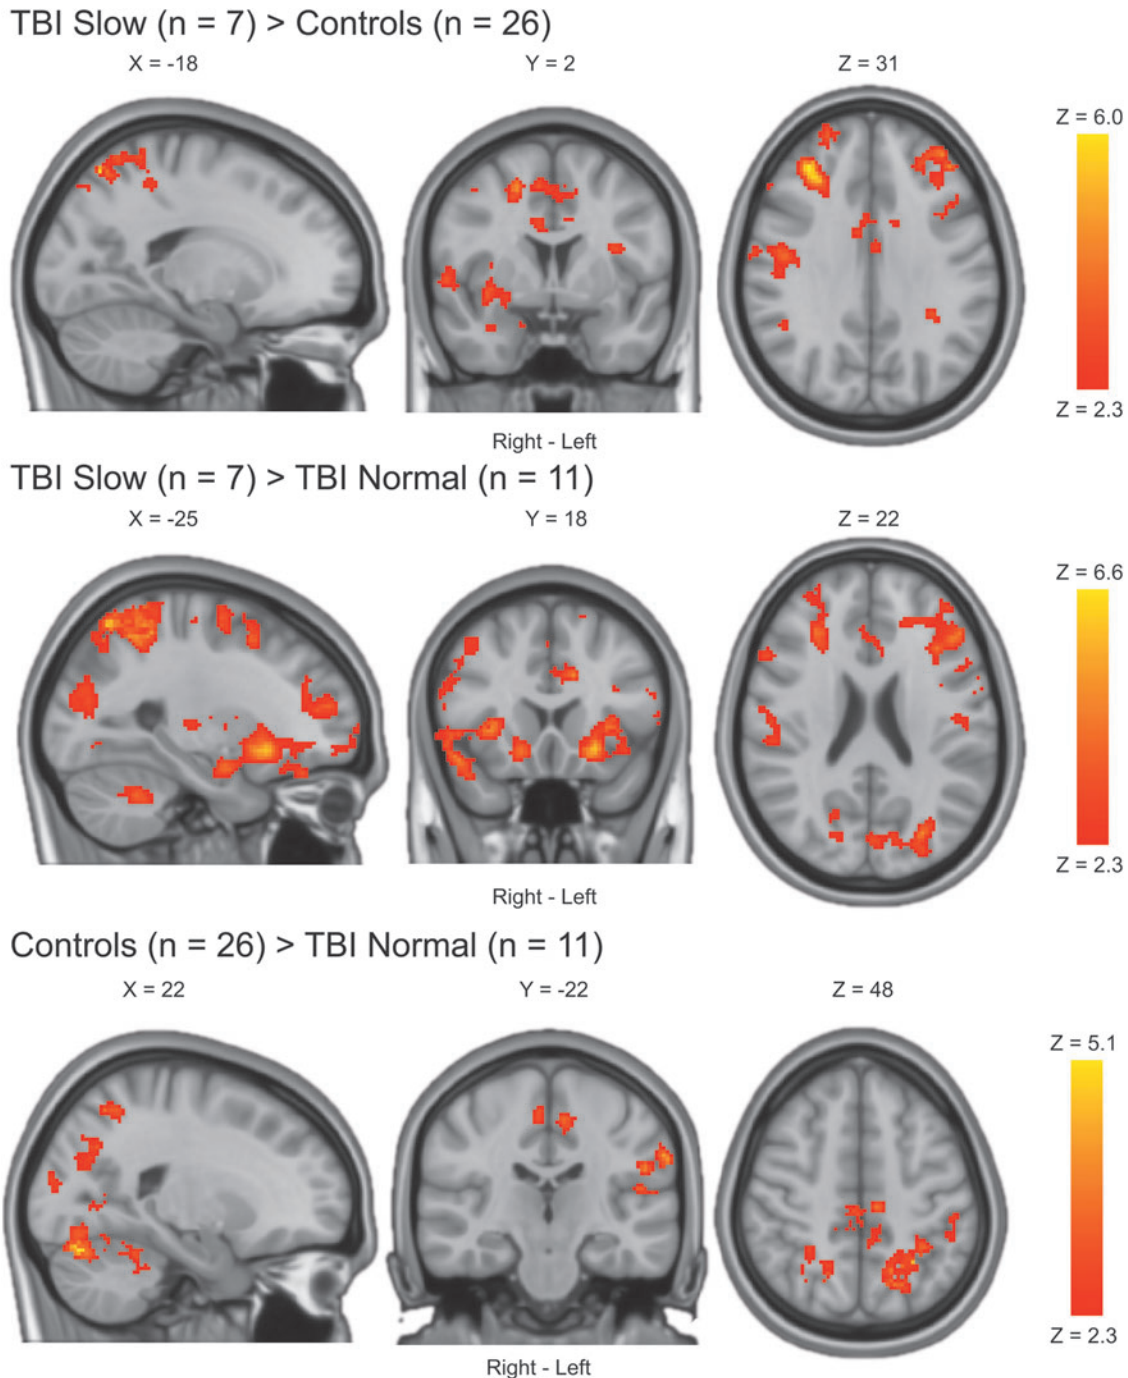 TBI Slow (n = 7) > Controls (n = 26)
X = -18
Y = 2
Z = 31
Z = 6.0
Z = 2.3
Right - Left
TBI Slow (n = 7) > TBI Normal (n = 11)
X = -25
Y = 18
Z = 22
Z = 6.6
Z = 2.3
Right - Left
Controls (n = 26) > TBI Normal (n = 11)
X = 22
Y = -22
Z = 48
Z = 5.1
Z = 2.3
Right - Left